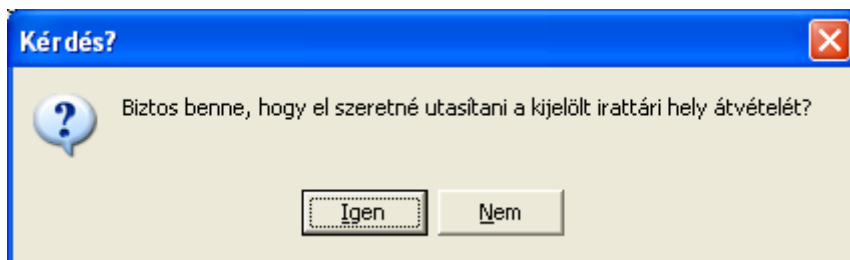 Kérdés?
Biztos benne, hogy el szeretné utasítani a kijelölt irattári hely átvételét?
Igen
Nem